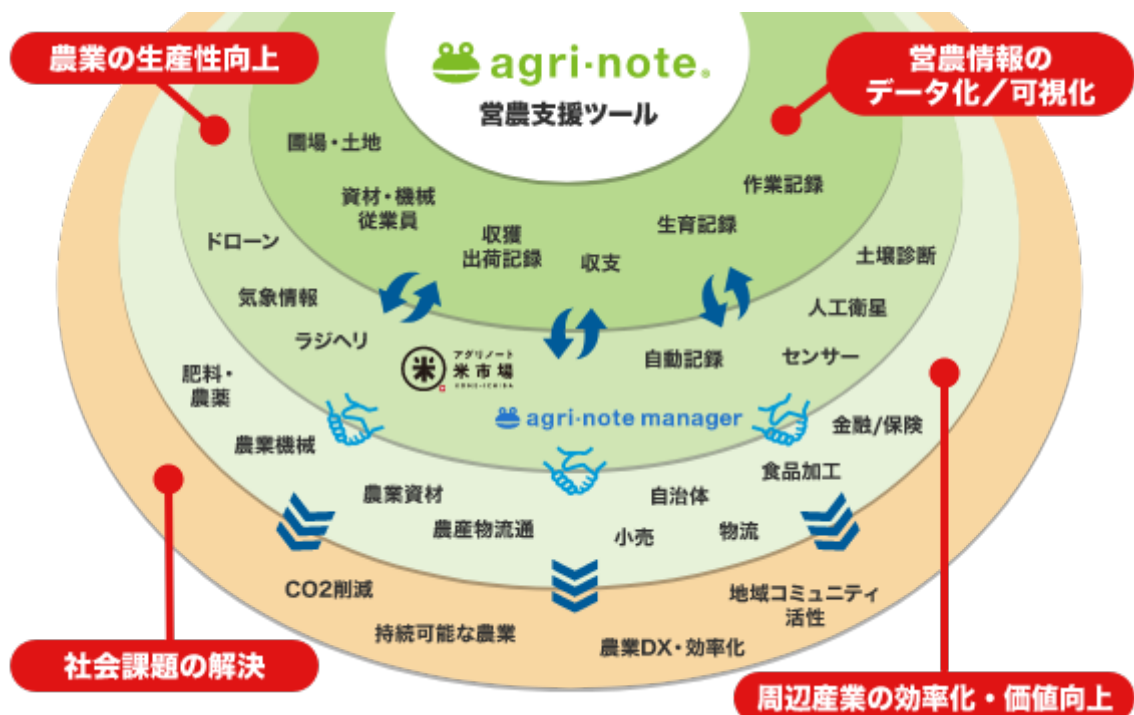 農業の生産性向上
営農情報の
データ化／可視化
agri-note®
営農支援ツール
圃場・土地
資材・機械
従業員
収獲
出荷記録
収支
生育記録
作業記録
ドローン
気象情報
ラジヘリ
米
アグリノート
米市場
KOME-ICHIBA
自動記録
センサー
人工衛星
土壌診断
agri-note manager
肥料・
農薬
農業機械
農業資材
農産物流通
小売
自治体
物流
食品加工
金融/保険
CO2削減
持続可能な農業
農業DX・効率化
地域コミュニティ
活性
社会課題の解決
周辺産業の効率化・価値向上